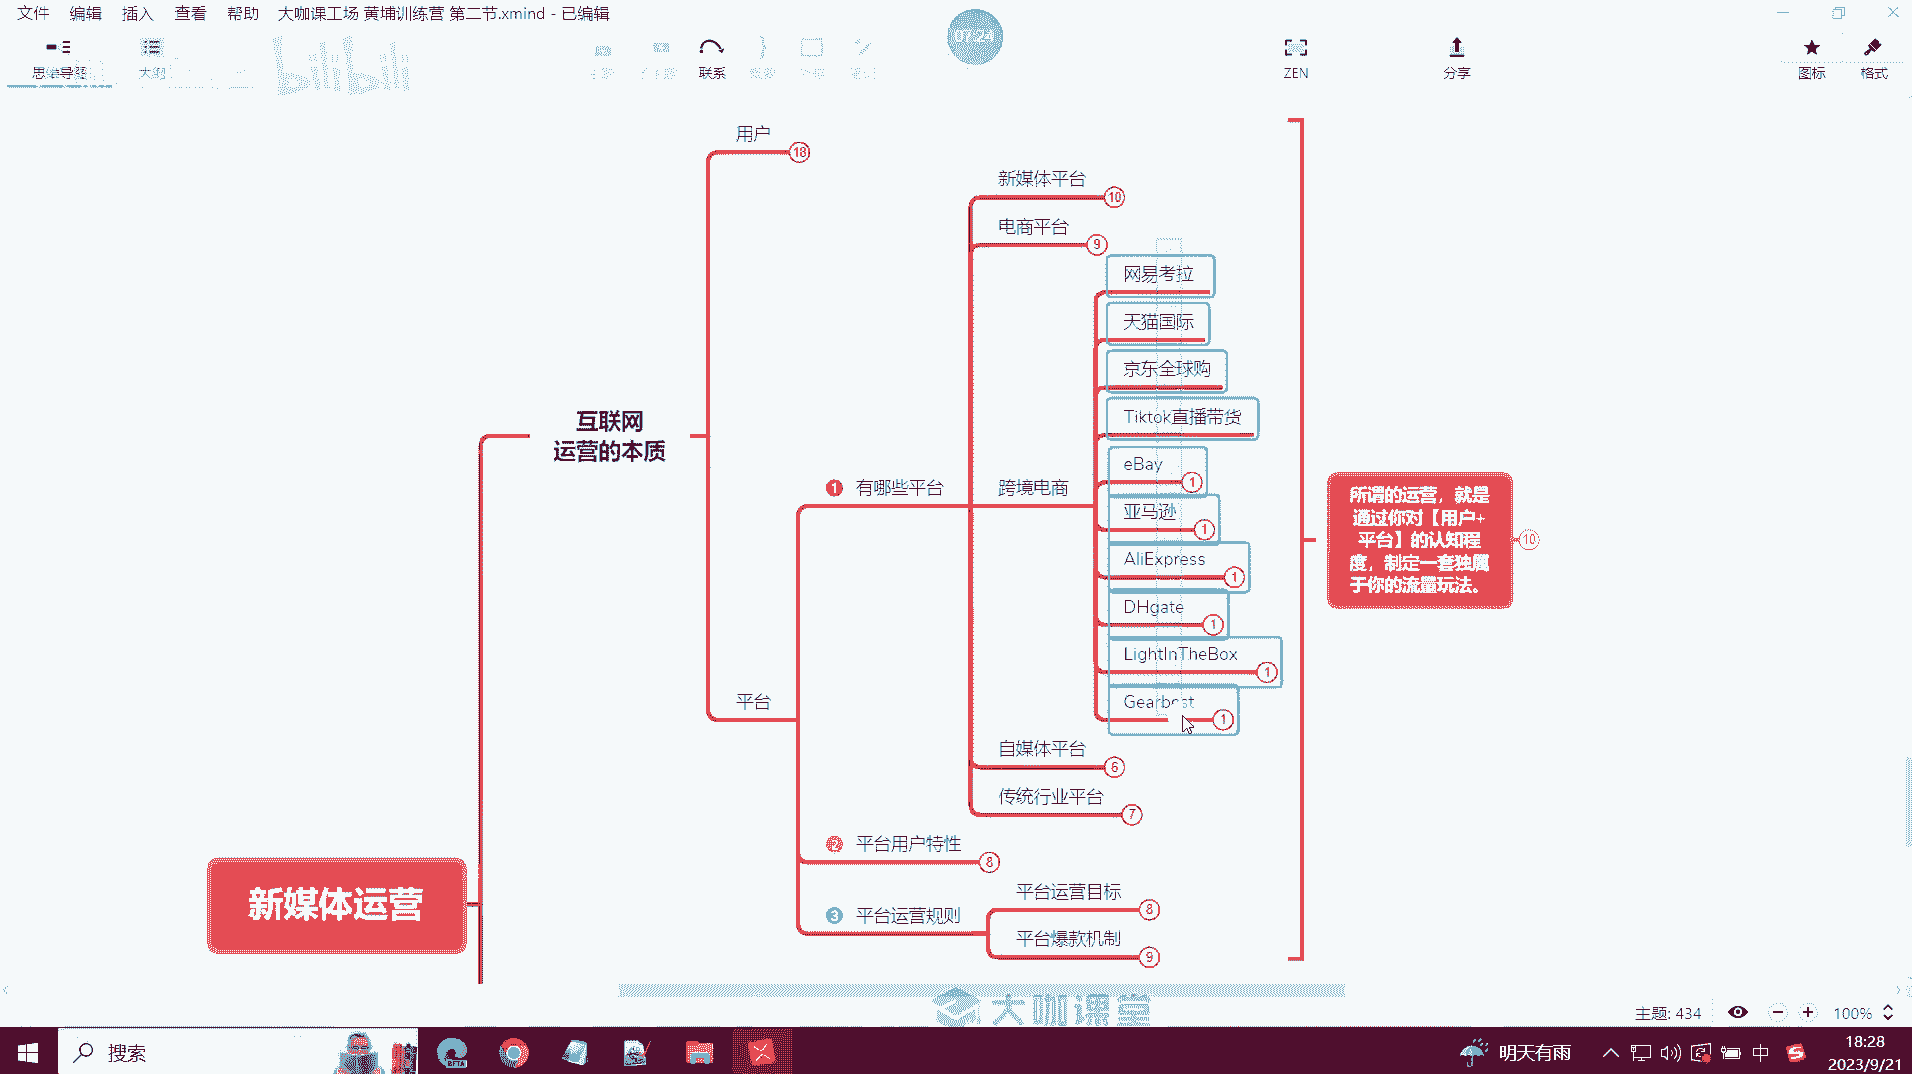 文件 编辑 插入 查看 帮助 大咖课工场 黄埔训练营 第二节.xmind - 已编辑
07:24
思维导图 大纲 联系 ZEN 分享 图标 格式
bilibili
用户
18
新媒体平台
10
电商平台
9
网易考拉
天猫国际
京东全球购
Tiktok直播带货
互联网
运营的本质
eBay
1
1 有哪些平台
跨境电商
所谓的运营，就是
通过你对【用户+
平台】的认知程
度，制定一套独属
于你的流量玩法。
10
亚马逊
1
AliExpress
1
DHgate
1
LightInTheBox
1
平台
Gearbest
1
自媒体平台
6
传统行业平台
7
2 平台用户特性
8
平台运营目标
8
新媒体运营
3 平台运营规则
平台爆款机制
9
大咖课堂
主题: 434
100%
搜索
BETA
明天有雨
中
18:28
2023/9/21